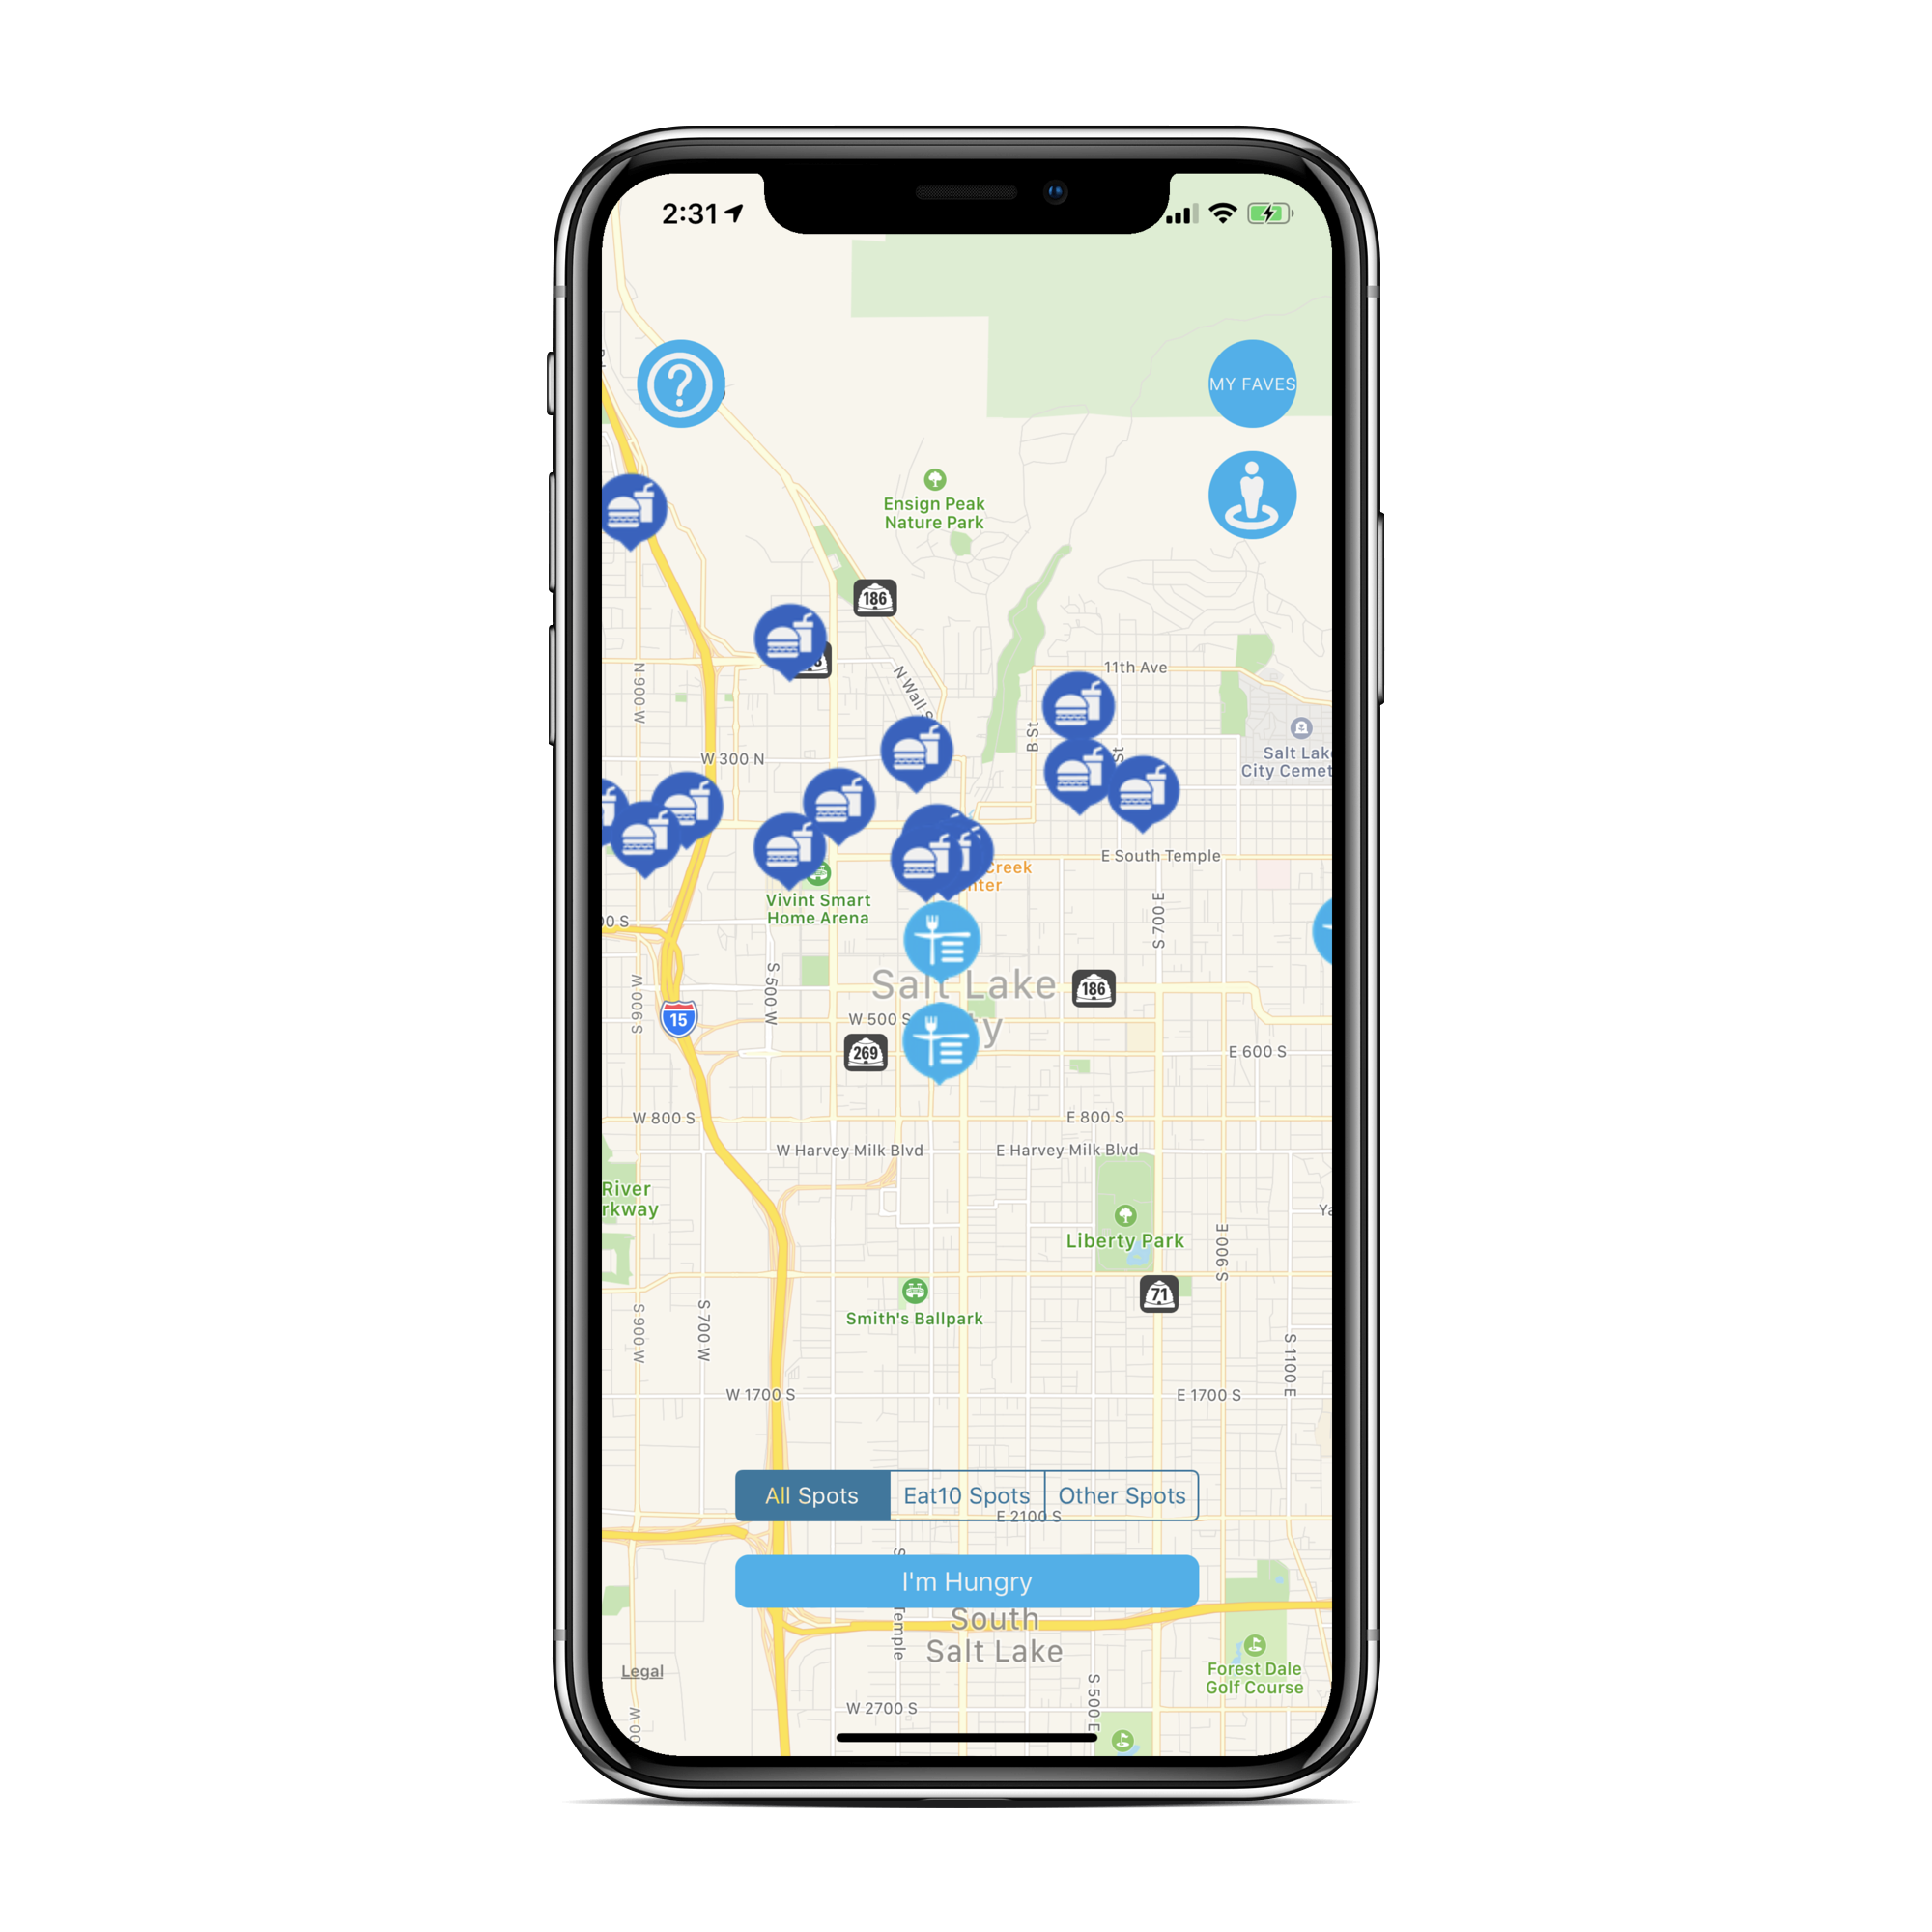 2:31
MY FAVES
Ensign Peak
Nature Park
186
11th Ave
N 900 W
N Wall S
B St
St
W 300 N
Salt Lake
City Cemet
E South Temple
Creek
nter
Vivint Smart
Home Arena
00 S
S 700 E
S 500 W
S 900 W
Salt Lake
y
186
15
W 500 S
269
E 600 S
W 800 S
E 800 S
W Harvey Milk Blvd
E Harvey Milk Blvd
River
rkway
Ya
Liberty Park
S 900 E
71
Smith's Ballpark
S 900 W
S 700 W
S 1100 E
W 1700 S
E 1700 S
All Spots
Eat10 Spots
Other Spots
E 2100 S
I'm Hungry
Temple
South
Salt Lake
Legal
Forest Dale
Golf Course
S 500 E
W 2700 S